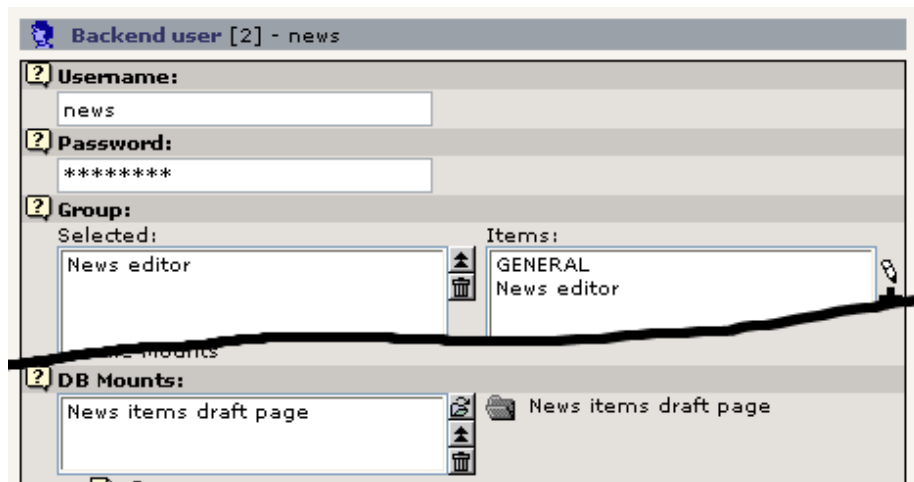 Backend user [2] - news
? Username:
news
? Password:
********
? Group:
Selected: Items:
News editor GENERAL
News editor
Mounts
? DB Mounts:
News items draft page News items draft page